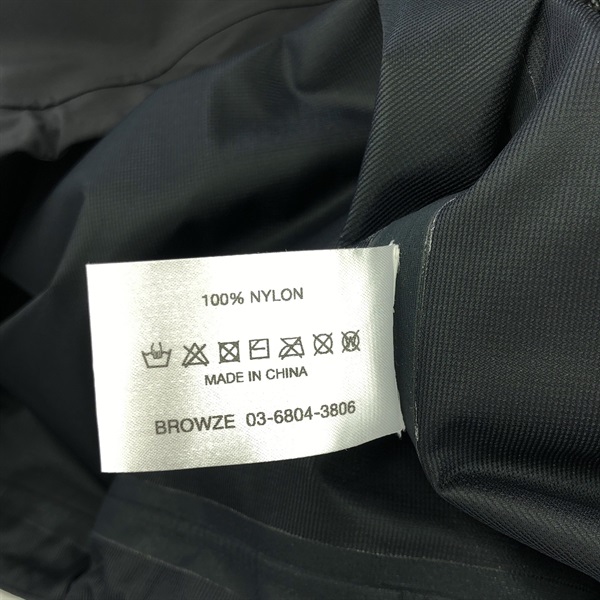 100% NYLON
MADE IN CHINA
BROWZE 03-6804-3806